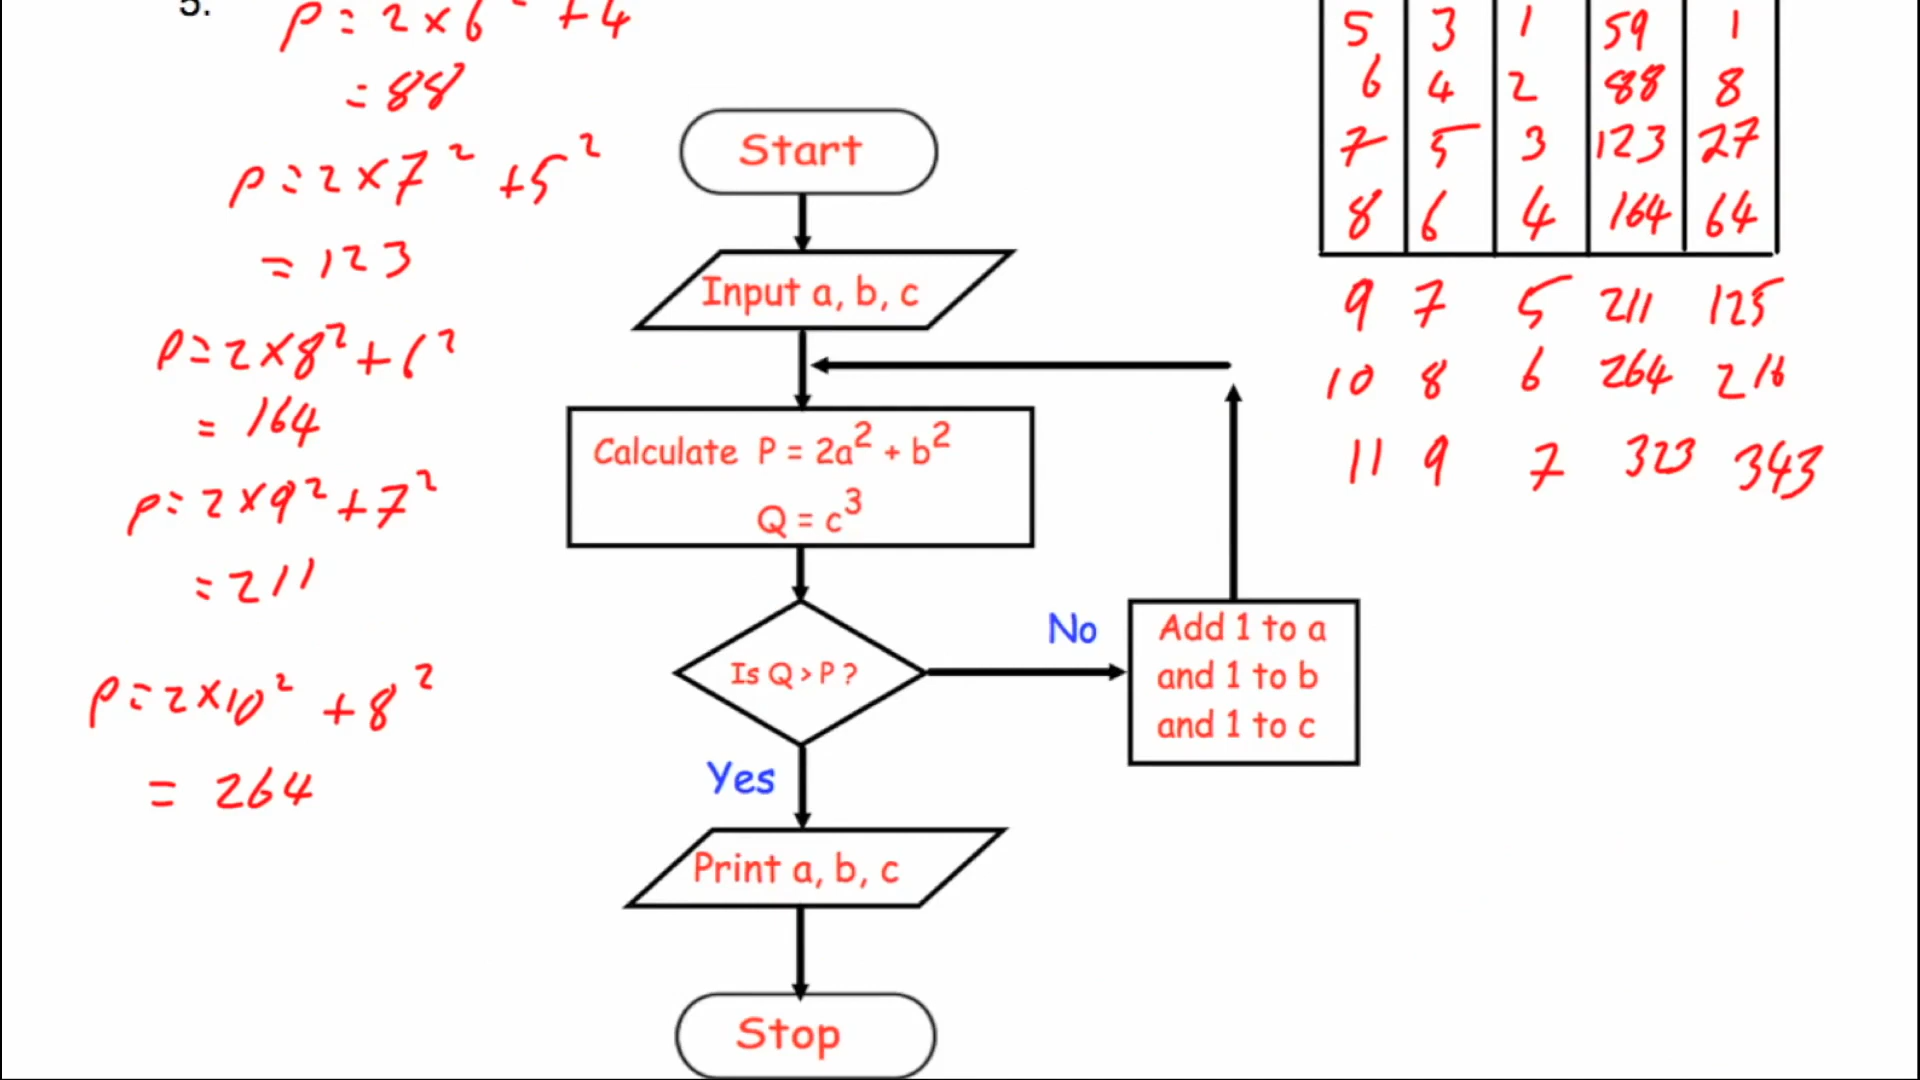 5.
P = 2 × 6² + 4
= 88
P = 2 × 7² + 5²
= 123
P = 2 × 8² + 6²
= 164
P = 2 × 9² + 7²
= 211
P = 2 × 10² + 8²
= 264
Start
Input a, b, c
Calculate P = 2a² + b²
Q = c³
Is Q > P ?
No
Add 1 to a
and 1 to b
and 1 to c
Yes
Print a, b, c
Stop
5 3 1 59 1
6 4 2 88 8
7 5 3 123 27
8 6 4 164 64
9 7 5 211 125
10 8 6 264 216
11 9 7 323 343